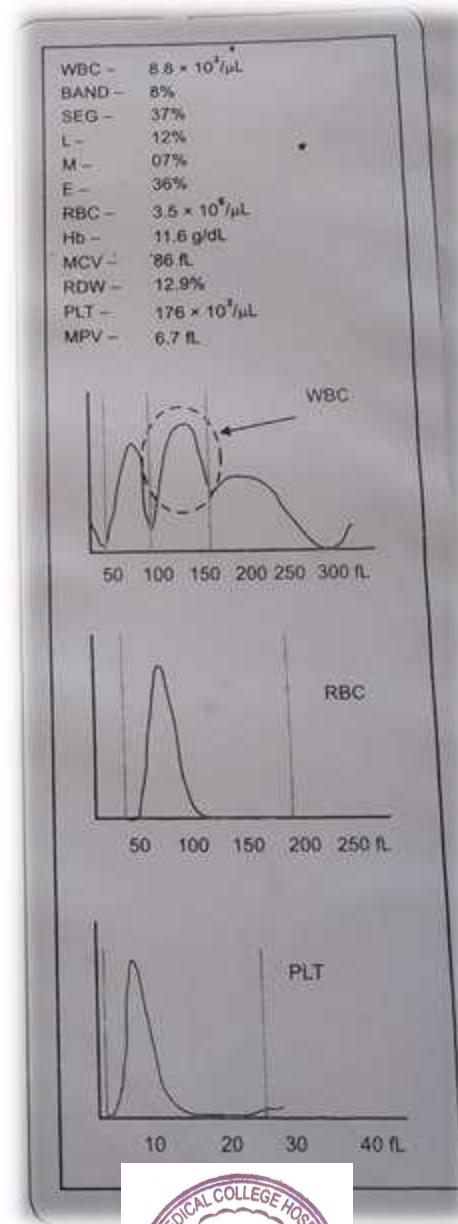 WBC – 8.8 × 10³/µL
BAND – 8%
SEG – 37%
L – 12%
M – 07%
E – 36%
RBC – 3.5 × 10⁶/µL
Hb – 11.6 g/dL
MCV – 86 fL
RDW – 12.9%
PLT – 176 × 10³/µL
MPV – 6.7 fL
WBC
50 100 150 200 250 300 fL
RBC
50 100 150 200 250 fL
PLT
10 20 30 40 fL
MEDICAL COLLEGE